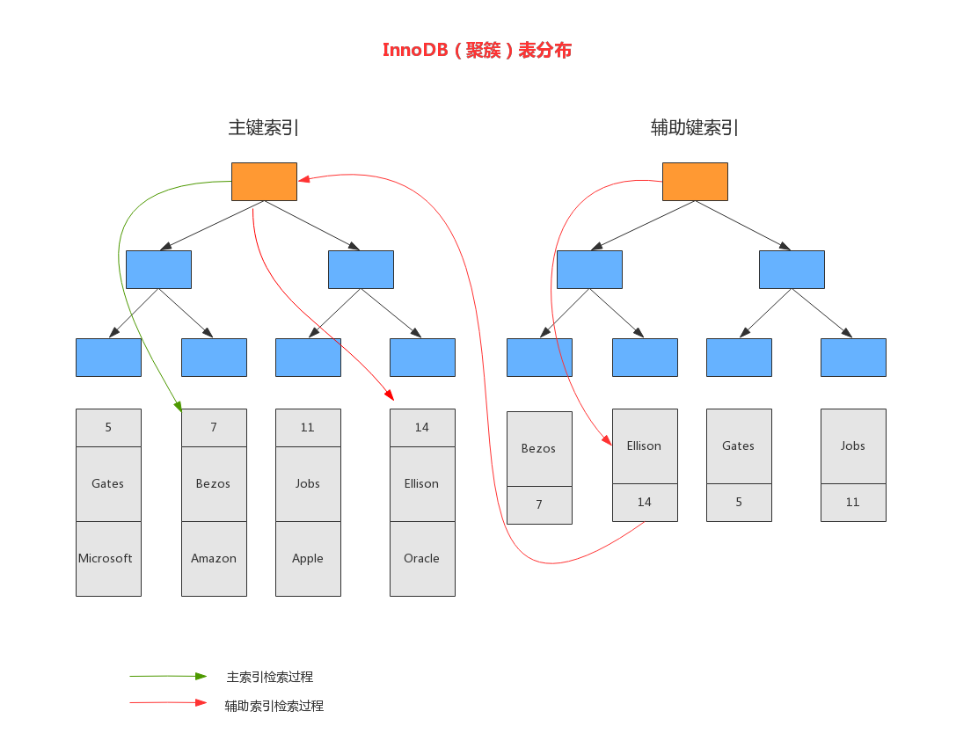 InnoDB（聚簇）表分布
主键索引
辅助键索引
5
7
11
14
Gates
Bezos
Jobs
Ellison
Microsoft
Amazon
Apple
Oracle
Bezos
Ellison
Gates
Jobs
7
14
5
11
主索引检索过程
辅助索引检索过程